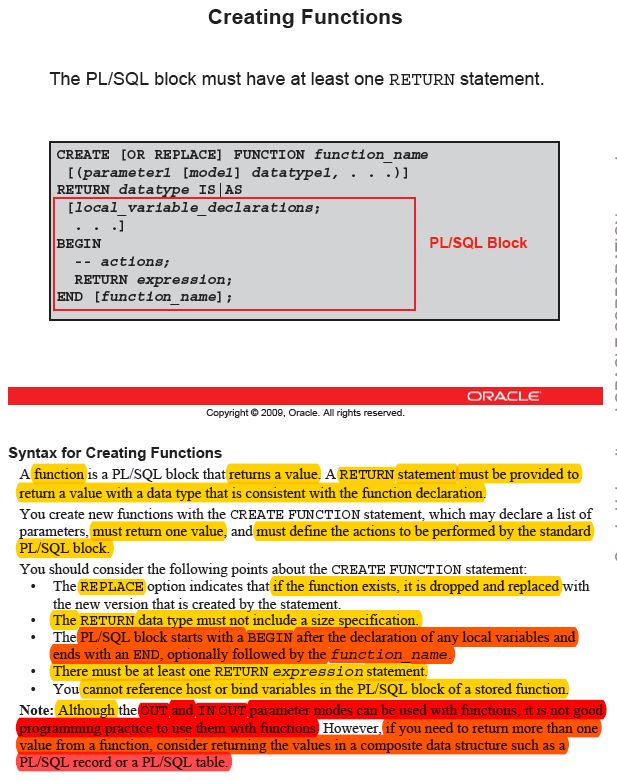 Creating Functions
The PL/SQL block must have at least one RETURN statement.
CREATE [OR REPLACE] FUNCTION function_name
[(parameter1 [mode1] datatype1, . . .)]
RETURN datatype IS|AS
[local_variable_declarations;
. . .]
BEGIN
-- actions;
RETURN expression;
END [function_name];
PL/SQL Block
ORACLE
Copyright © 2009, Oracle. All rights reserved.
Syntax for Creating Functions
A function is a PL/SQL block that returns a value. A RETURN statement must be provided to
return a value with a data type that is consistent with the function declaration.
You create new functions with the CREATE FUNCTION statement, which may declare a list of
parameters, must return one value, and must define the actions to be performed by the standard
PL/SQL block.
You should consider the following points about the CREATE FUNCTION statement:
• The REPLACE option indicates that if the function exists, it is dropped and replaced with
the new version that is created by the statement.
• The RETURN data type must not include a size specification.
• The PL/SQL block starts with a BEGIN after the declaration of any local variables and
ends with an END, optionally followed by the function_name.
• There must be at least one RETURN expression statement.
• You cannot reference host or bind variables in the PL/SQL block of a stored function.
Note: Although the OUT and IN OUT parameter modes can be used with functions, it is not good
programming practice to use them with functions. However, if you need to return more than one
value from a function, consider returning the values in a composite data structure such as a
PL/SQL record or a PL/SQL table.